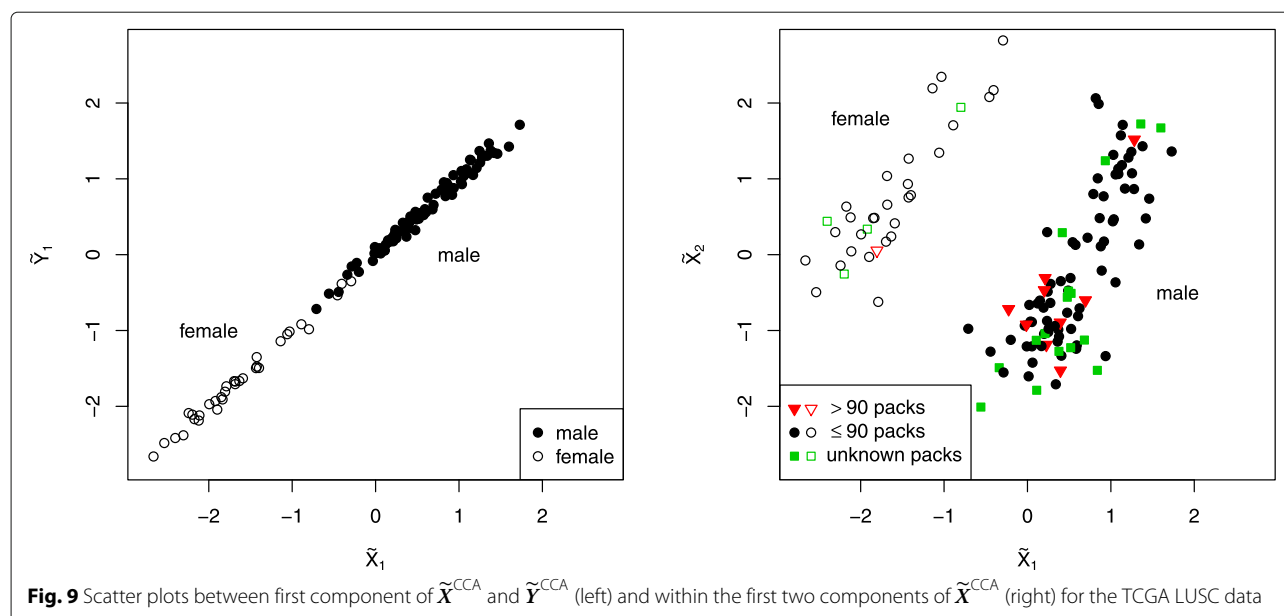 2
1
0
−1
−2
Ỹ₁
female
male
● male
○ female
−2 −1 0 1 2
X̃₁
2
1
0
−1
−2
X̃₂
female
male
> 90 packs
≤ 90 packs
unknown packs
−2 −1 0 1 2
X̃₁
Fig. 9 Scatter plots between first component of X̃^CCA and Ỹ^CCA (left) and within the first two components of X̃^CCA (right) for the TCGA LUSC data